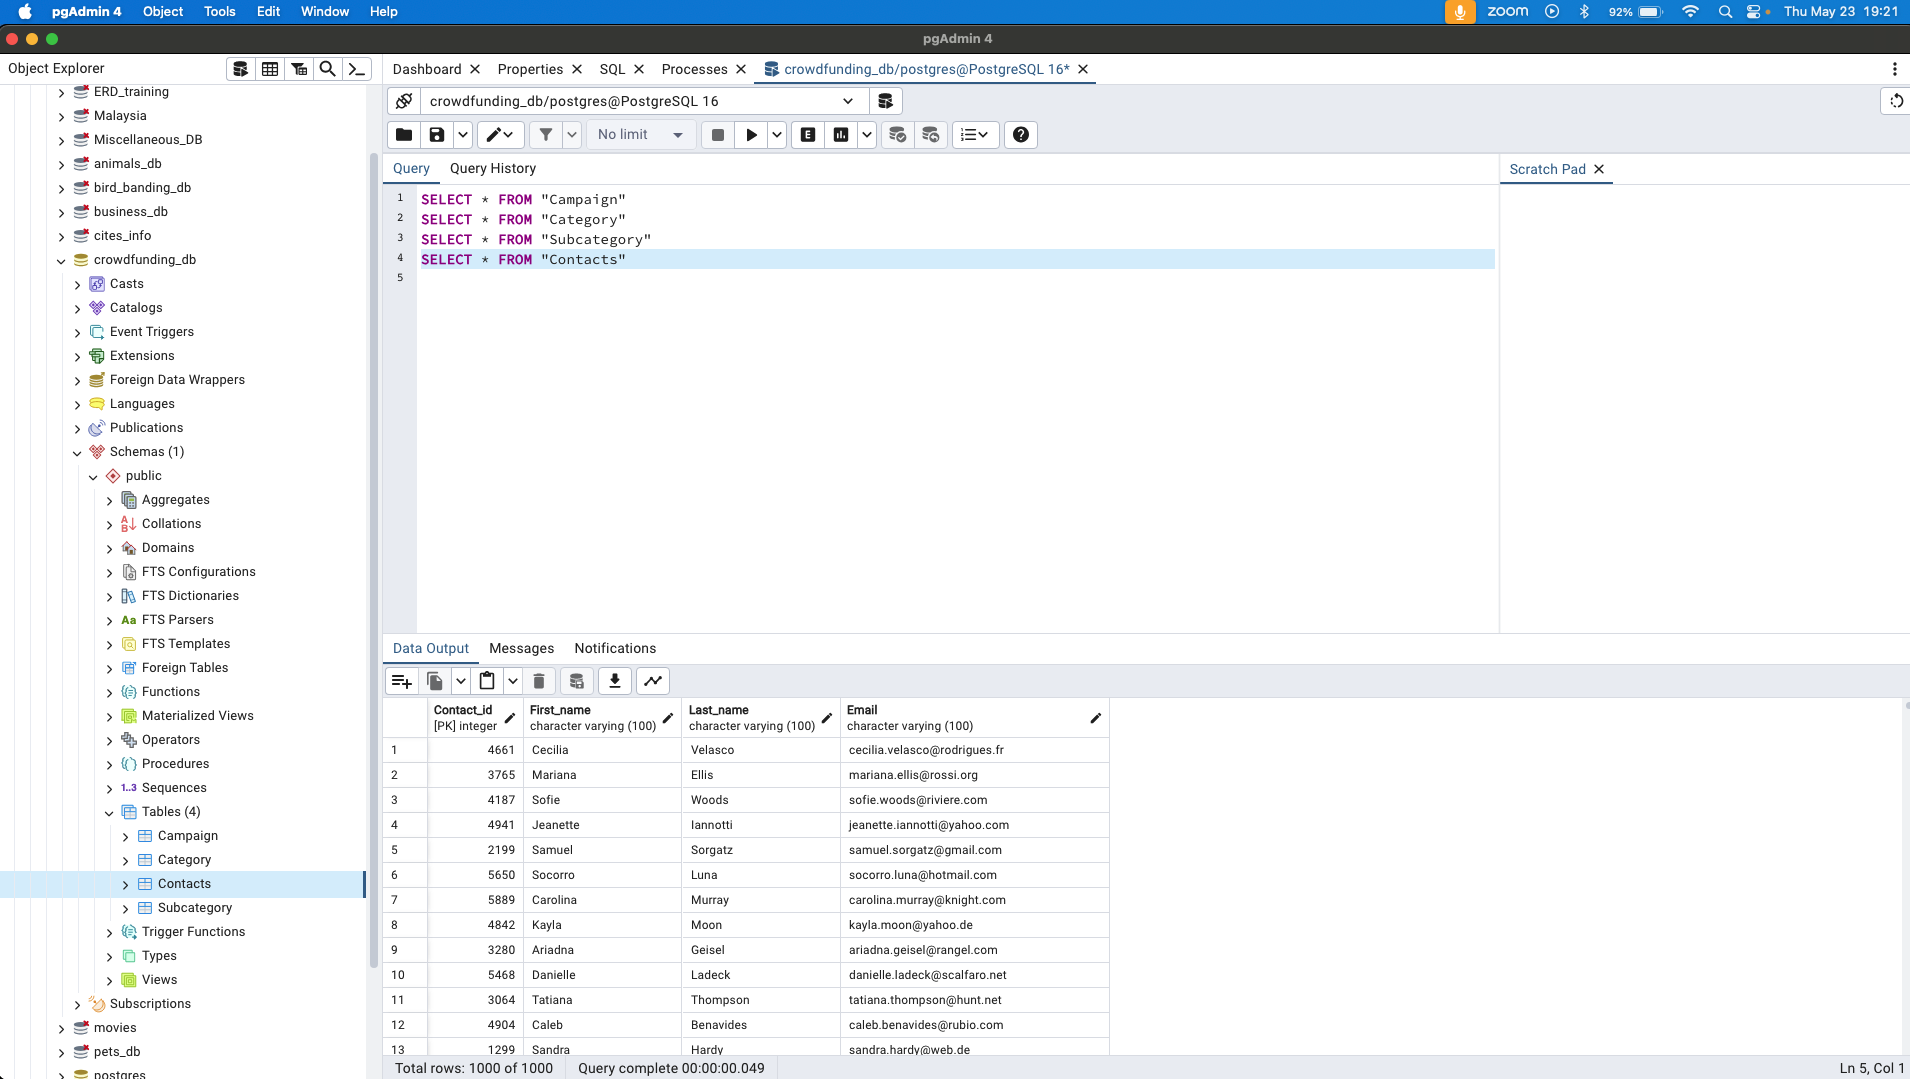 pgAdmin 4 Object Tools Edit Window Help
zoom 92% Thu May 23 19:21
pgAdmin 4
Object Explorer
ERD_training
Malaysia
Miscellaneous_DB
animals_db
bird_banding_db
business_db
cites_info
crowdfunding_db
Casts
Catalogs
Event Triggers
Extensions
Foreign Data Wrappers
Languages
Publications
Schemas (1)
public
Aggregates
Collations
Domains
FTS Configurations
FTS Dictionaries
Aa FTS Parsers
FTS Templates
Foreign Tables
Functions
Materialized Views
Operators
Procedures
1..3 Sequences
Tables (4)
Campaign
Category
Contacts
Subcategory
Trigger Functions
Types
Views
Subscriptions
movies
pets_db
postgres
Dashboard Properties SQL Processes crowdfunding_db/postgres@PostgreSQL 16*
crowdfunding_db/postgres@PostgreSQL 16
No limit E
Query Query History
Scratch Pad
1 SELECT * FROM "Campaign"
2 SELECT * FROM "Category"
3 SELECT * FROM "Subcategory"
4 SELECT * FROM "Contacts"
5
Data Output Messages Notifications
Contact_id First_name Last_name Email
[PK] integer character varying (100) character varying (100) character varying (100)
1 4661 Cecilia Velasco cecilia.velasco@rodrigues.fr
2 3765 Mariana Ellis mariana.ellis@rossi.org
3 4187 Sofie Woods sofie.woods@riviere.com
4 4941 Jeanette Iannotti jeanette.iannotti@yahoo.com
5 2199 Samuel Sorgatz samuel.sorgatz@gmail.com
6 5650 Socorro Luna socorro.luna@hotmail.com
7 5889 Carolina Murray carolina.murray@knight.com
8 4842 Kayla Moon kayla.moon@yahoo.de
9 3280 Ariadna Geisel ariadna.geisel@rangel.com
10 5468 Danielle Ladeck danielle.ladeck@scalfaro.net
11 3064 Tatiana Thompson tatiana.thompson@hunt.net
12 4904 Caleb Benavides caleb.benavides@rubio.com
13 1299 Sandra Hardy sandra.hardy@web.de
Total rows: 1000 of 1000 Query complete 00:00:00.049 Ln 5, Col 1